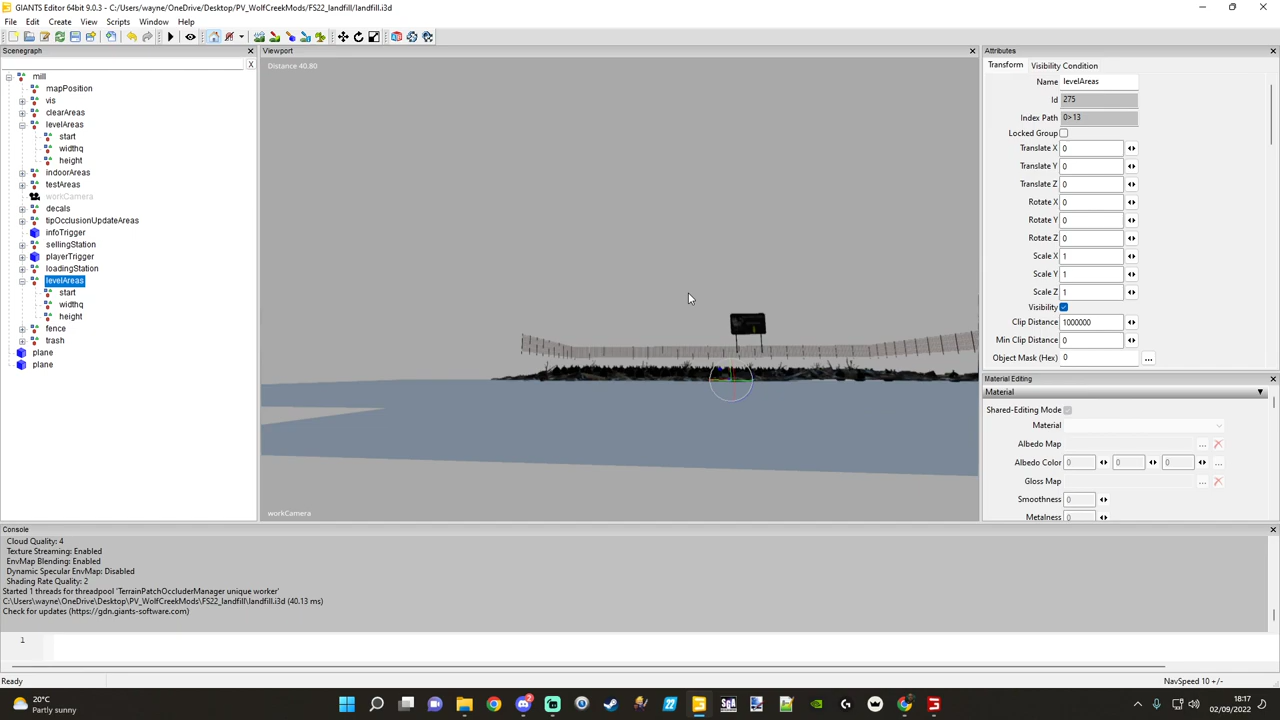 GIANTS Editor 64bit 9.0.3 - C:/Users/wayne/OneDrive/Desktop/PV_WolfCreekMods/FS22_landfill/landfill.i3d
File Edit Create View Scripts Window Help
Scenegraph
X
mill
mapPosition
vis
clearAreas
levelAreas
start
widthq
height
indoorAreas
testAreas
workCamera
decals
tipOcclusionUpdateAreas
infoTrigger
sellingStation
playerTrigger
loadingStation
levelAreas
start
widthq
height
fence
trash
plane
plane
Viewport
Distance 40.80
workCamera
Attributes
Transform Visibility Condition
Name levelAreas
Id 275
Index Path 0>13
Locked Group
Translate X 0
Translate Y 0
Translate Z 0
Rotate X 0
Rotate Y 0
Rotate Z 0
Scale X 1
Scale Y 1
Scale Z 1
Visibility
Clip Distance 1000000
Min Clip Distance 0
Object Mask (Hex) 0 ...
Material Editing
Material
Shared-Editing Mode
Material
Albedo Map ...
Albedo Color 0 0 0 ...
Gloss Map ...
Smoothness 0
Metalness 0
Console
Cloud Quality: 4
Texture Streaming: Enabled
EnvMap Blending: Enabled
Dynamic Specular EnvMap: Disabled
Shading Rate Quality: 2
Started 1 threads for threadpool 'TerrainPatchOccluderManager unique worker'
C:\Users\wayne\OneDrive\Desktop\PV_WolfCreekMods\FS22_landfill\landfill.i3d (40.13 ms)
Check for updates (https://gdn.giants-software.com)
1
Ready
NavSpeed 10 +/-
20°C
Partly sunny
2
22
18:17
02/09/2022